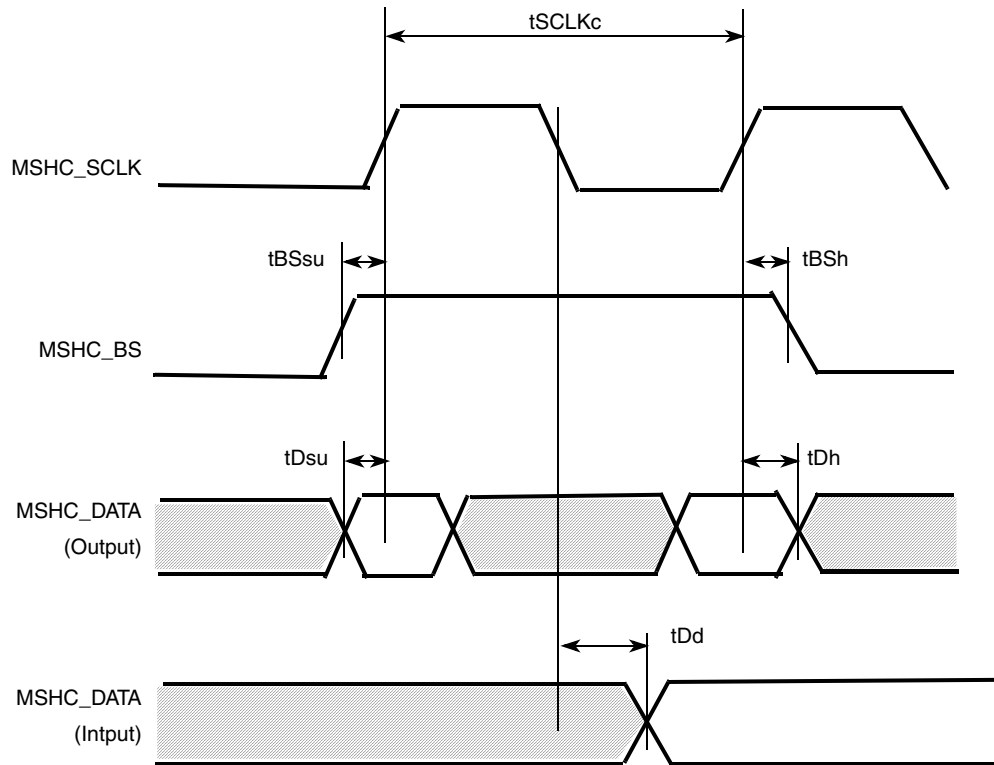 tSCLKc
MSHC_SCLK
tBSsu
tBSh
MSHC_BS
tDsu
tDh
MSHC_DATA
(Output)
tDd
MSHC_DATA
(Intput)